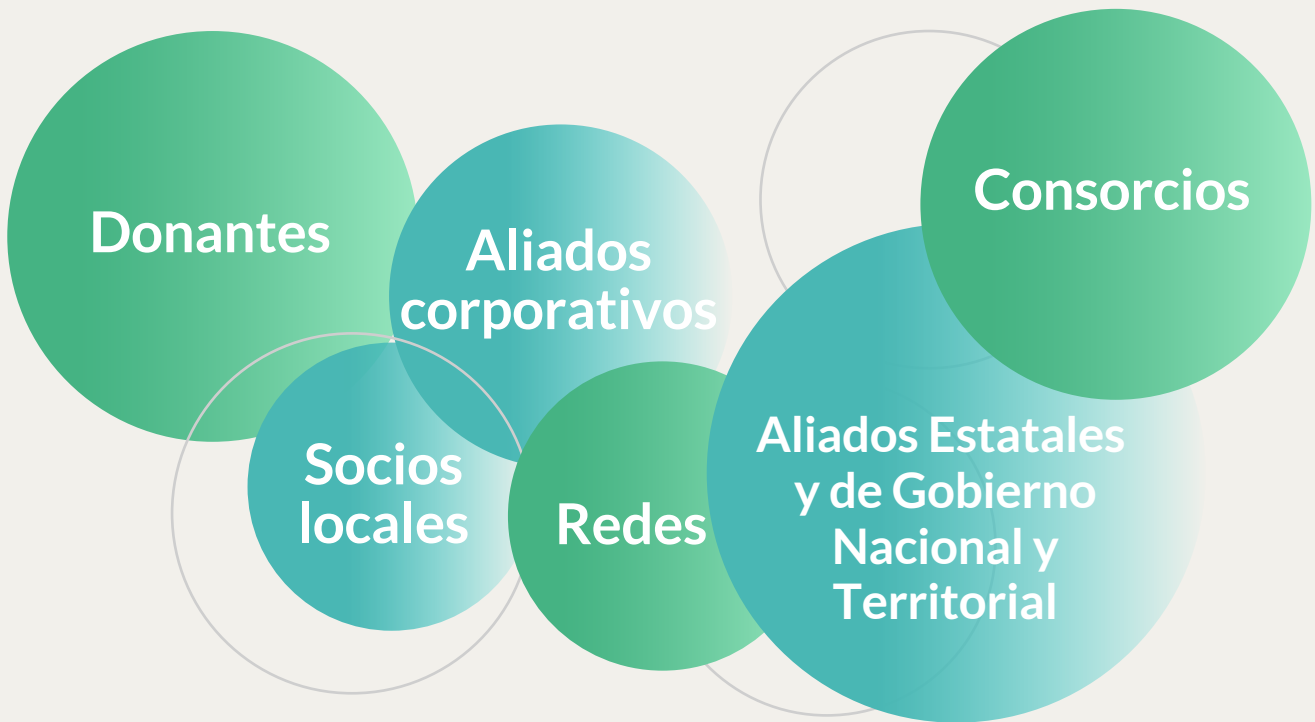 Donantes
Aliados
corporativos
Consorcios
Socios
locales
Redes
Aliados Estatales
y de Gobierno
Nacional y
Territorial